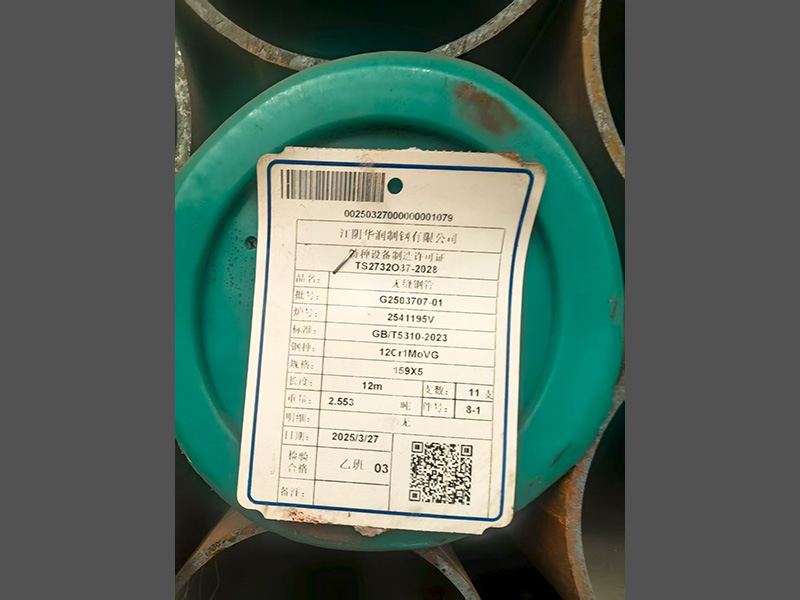 00250327000000001079
江阴华润制钢有限公司
特种设备制造许可证
TS2732O37-2028
品名: 无缝钢管
批号: G2503707-01
炉号: 2541195V
标准: GB/T5310-2023
钢种: 12Cr1MoVG
规格: 159X5
长度: 12m 支数: 11 支
重量: 2.553 吨 件号: 8-1
明细: 无
日期: 2025/3/27
检验合格 乙班 03
备注: